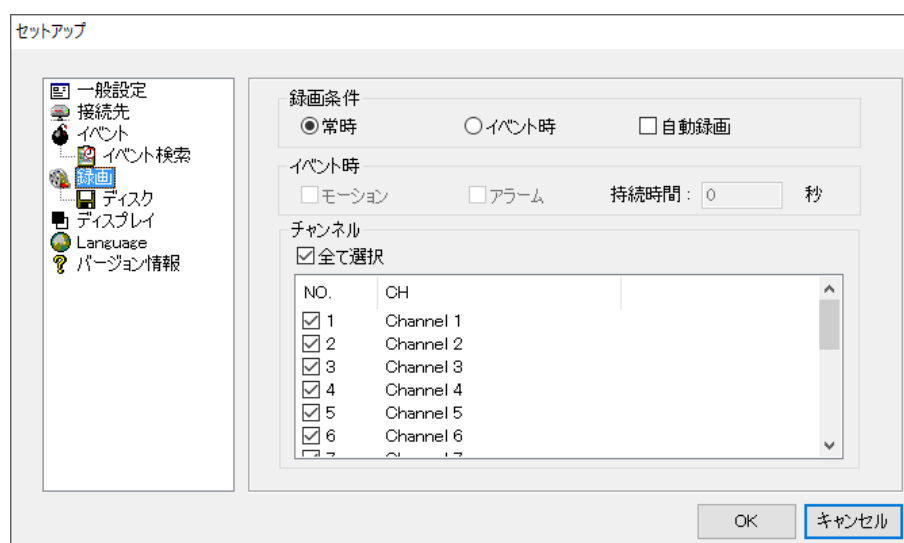 セットアップ
一般設定
接続先
イベント
イベント検索
録画
ディスク
ディスプレイ
Language
バージョン情報
録画条件
常時 イベント時 自動録画
イベント時
モーション アラーム 持続時間： 0 秒
チャンネル
全て選択
NO. CH
1 Channel 1
2 Channel 2
3 Channel 3
4 Channel 4
5 Channel 5
6 Channel 6
OK キャンセル